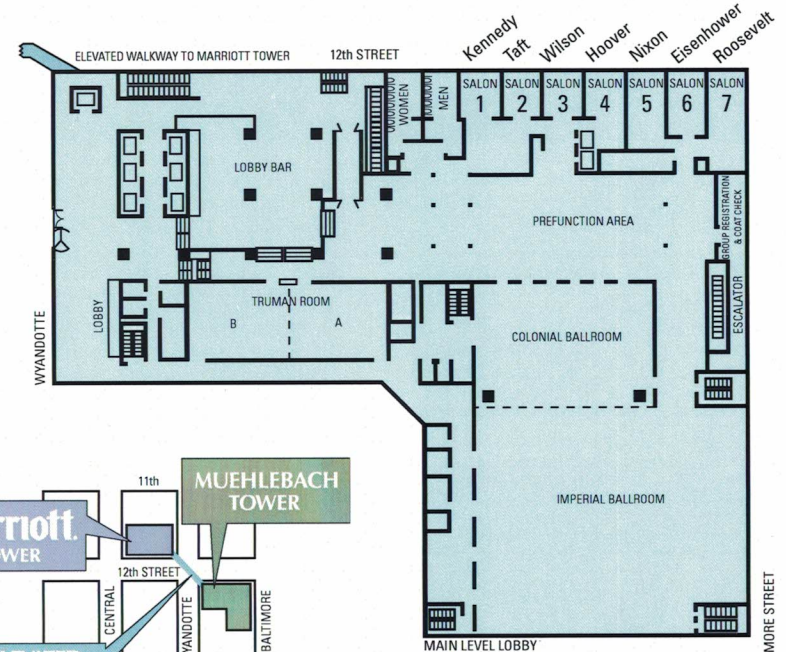 ELEVATED WALKWAY TO MARRIOTT TOWER
12th STREET
Kennedy
Taft
Wilson
Hoover
Nixon
Eisenhower
Roosevelt
WOMEN
MEN
SALON
1
SALON
2
SALON
3
SALON
4
SALON
5
SALON
6
SALON
7
LOBBY BAR
PREFUNCTION AREA
GROUP REGISTRATION
& COAT CHECK
ESCALATOR
WYANDOTTE
LOBBY
TRUMAN ROOM
B
A
COLONIAL BALLROOM
IMPERIAL BALLROOM
MAIN LEVEL LOBBY
MORE STREET
MUEHLEBACH
TOWER
rriott.
WER
11th
12th STREET
CENTRAL
YANDOTTE
BALTIMORE